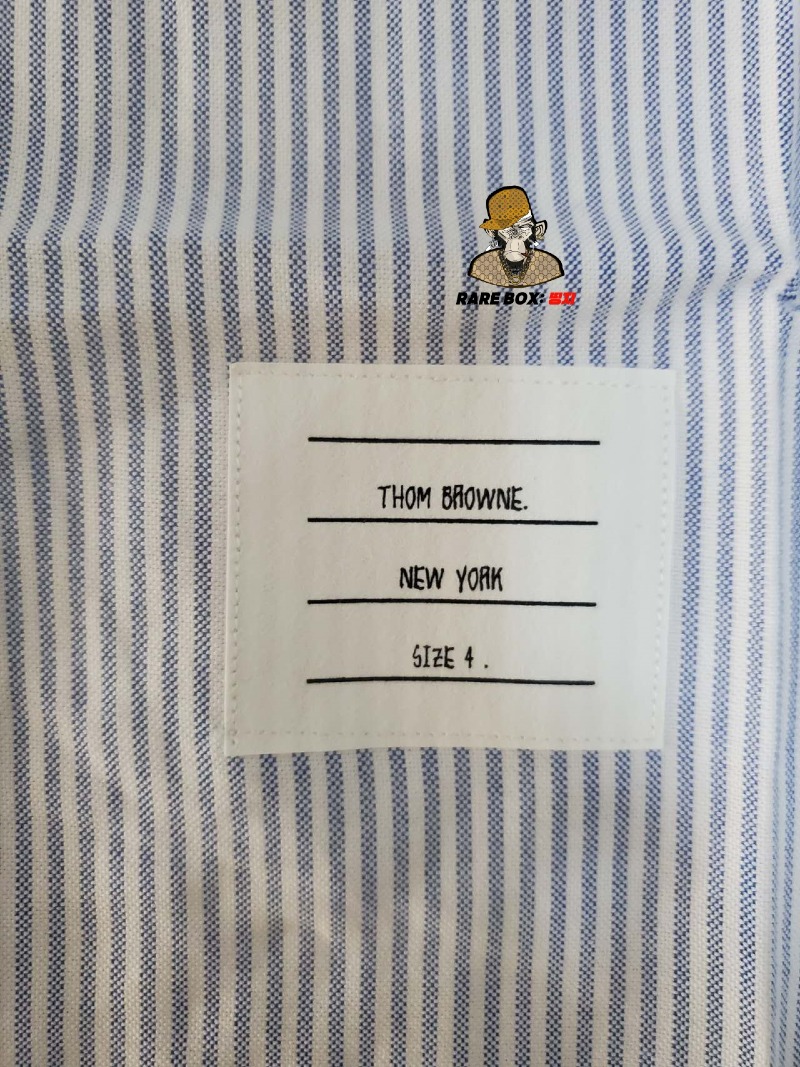 RARE BOX:
THOM BROWNE.
NEW YORK
SIZE 4 .